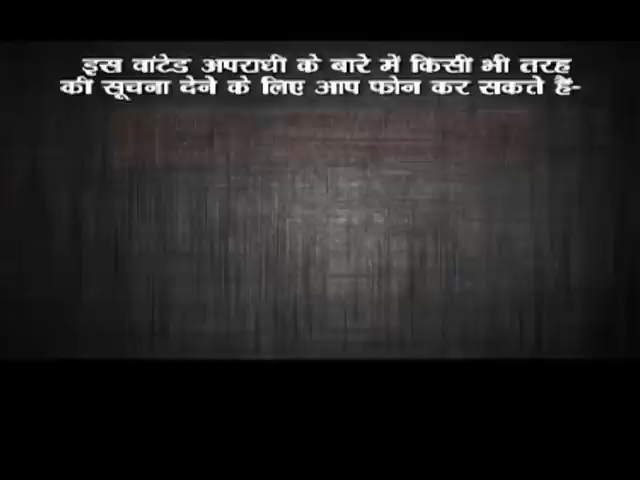 इस वांटेड अपराधी के बारे में किसी भी तरह
की सूचना देने के लिए आप फोन कर सकते हैं-